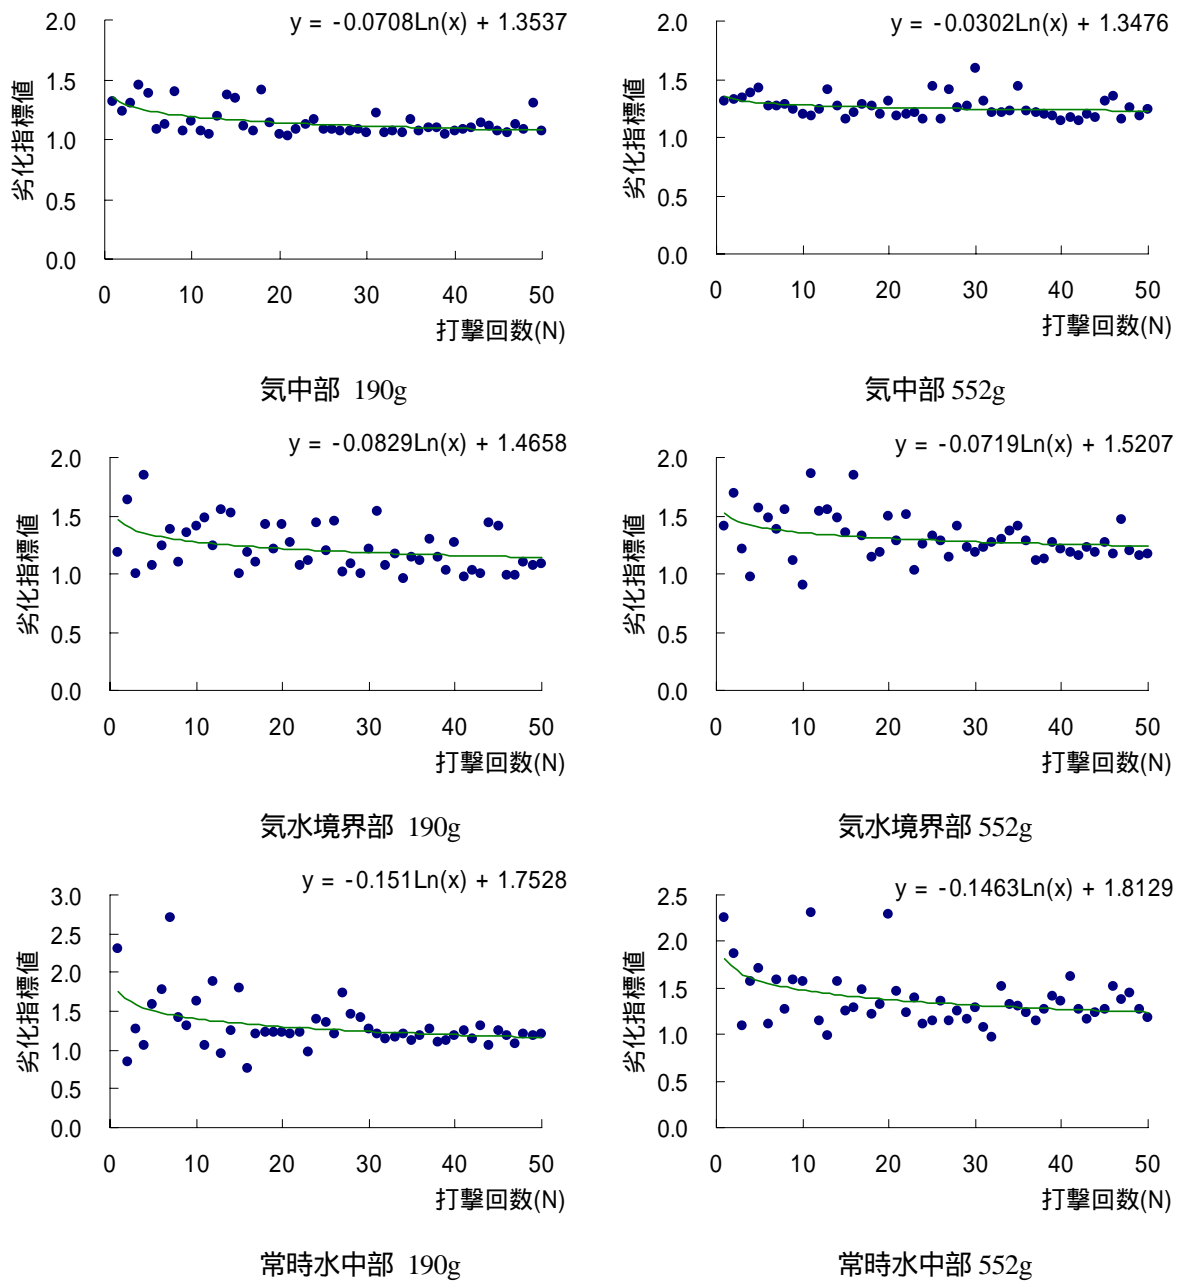 y = -0.0708Ln(x) + 1.3537
劣化指標値
2.0
1.5
1.0
0.5
0.0
0 10 20 30 40 50
打撃回数(N)
気中部 190g
y = -0.0302Ln(x) + 1.3476
劣化指標値
2.0
1.5
1.0
0.5
0.0
0 10 20 30 40 50
打撃回数(N)
気中部 552g
y = -0.0829Ln(x) + 1.4658
劣化指標値
2.0
1.5
1.0
0.5
0.0
0 10 20 30 40 50
打撃回数(N)
気水境界部 190g
y = -0.0719Ln(x) + 1.5207
劣化指標値
2.0
1.5
1.0
0.5
0.0
0 10 20 30 40 50
打撃回数(N)
気水境界部 552g
y = -0.151Ln(x) + 1.7528
劣化指標値
3.0
2.5
2.0
1.5
1.0
0.5
0.0
0 10 20 30 40 50
打撃回数(N)
常時水中部 190g
y = -0.1463Ln(x) + 1.8129
劣化指標値
2.5
2.0
1.5
1.0
0.5
0.0
0 10 20 30 40 50
打撃回数(N)
常時水中部 552g